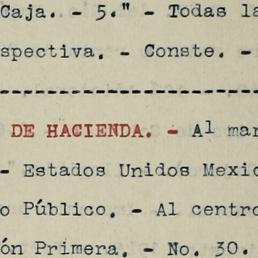 Caja. - 5." - Todas la
spectiva. - Conste. -
--------------------
DE HACIENDA. - Al mar
- Estados Unidos Mexic
o Público. - Al centro
ón Primera. - No. 30.